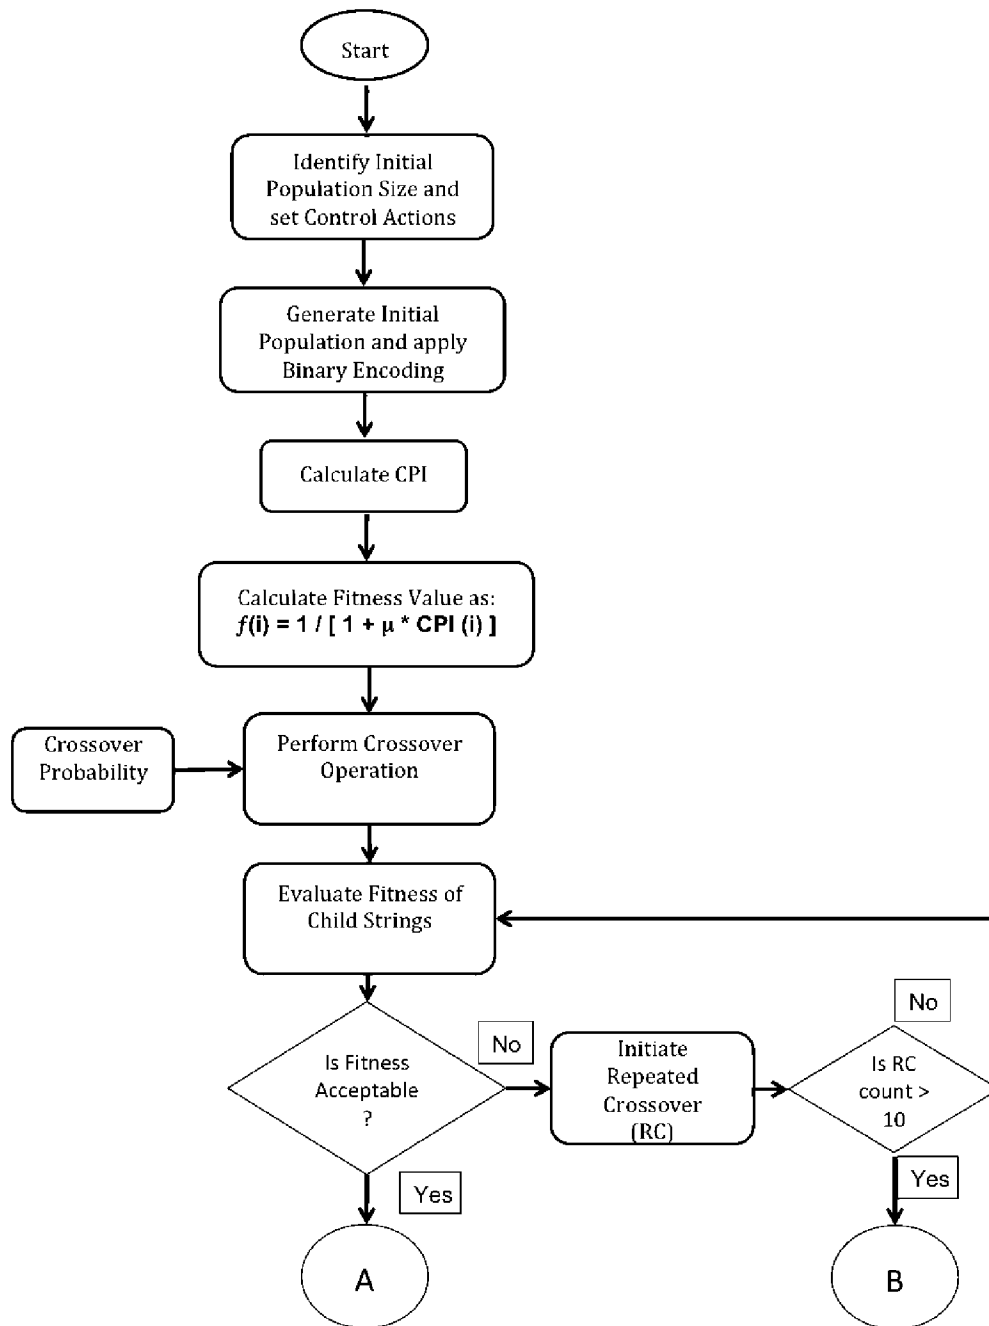 Start
Identify Initial
Population Size and
set Control Actions
Generate Initial
Population and apply
Binary Encoding
Calculate CPI
Calculate Fitness Value as:
f(i) = 1 / [ 1 + μ * CPI (i) ]
Crossover
Probability
Perform Crossover
Operation
Evaluate Fitness of
Child Strings
Is Fitness
Acceptable
?
No
Initiate
Repeated
Crossover
(RC)
No
Is RC
count >
10
Yes
Yes
A
B